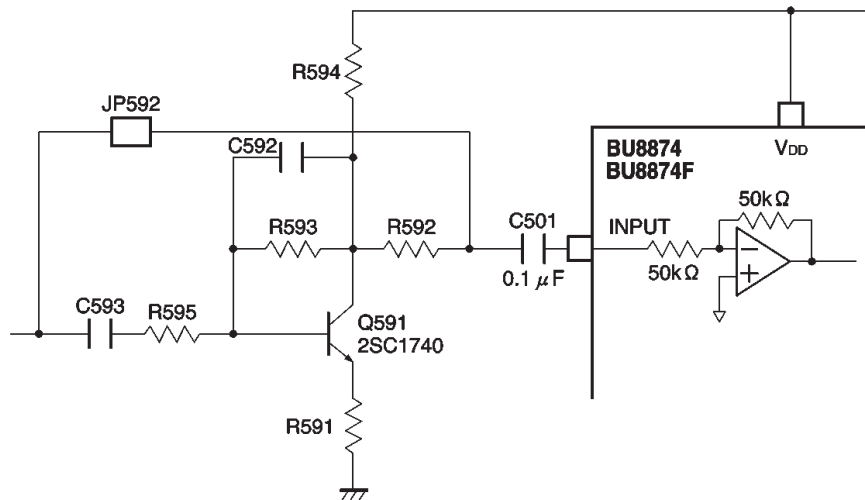 R594
JP592
C592
BU8874
BU8874F
VDD
50kΩ
R593
R592
C501
INPUT
0.1 μF
50kΩ
C593
R595
Q591
2SC1740
R591